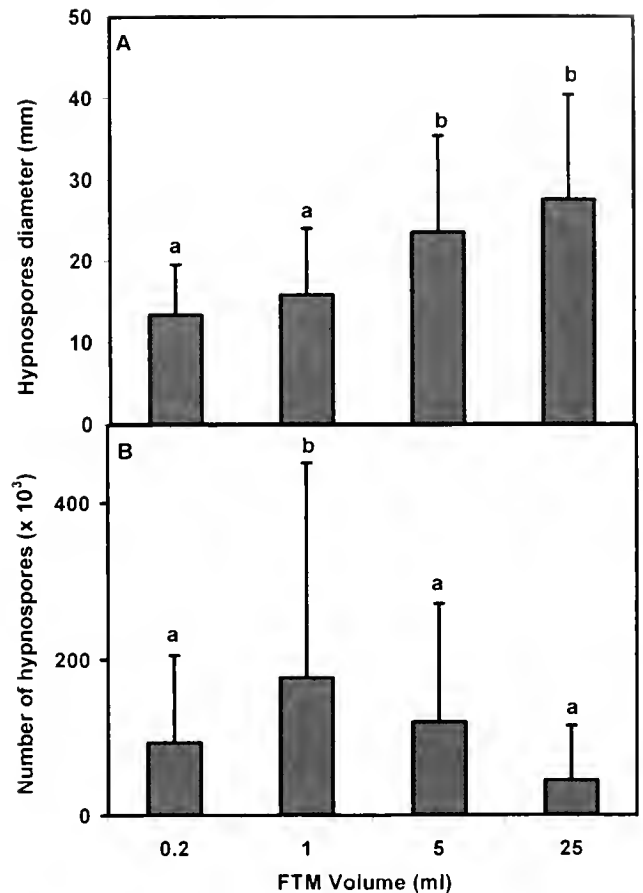 A
Hypnospores diameter (mm)
50
40
30
20
10
0
a
a
b
b
B
Number of hypnospores (x 10³)
400
200
0
a
b
a
a
0.2
1
5
25
FTM Volume (ml)